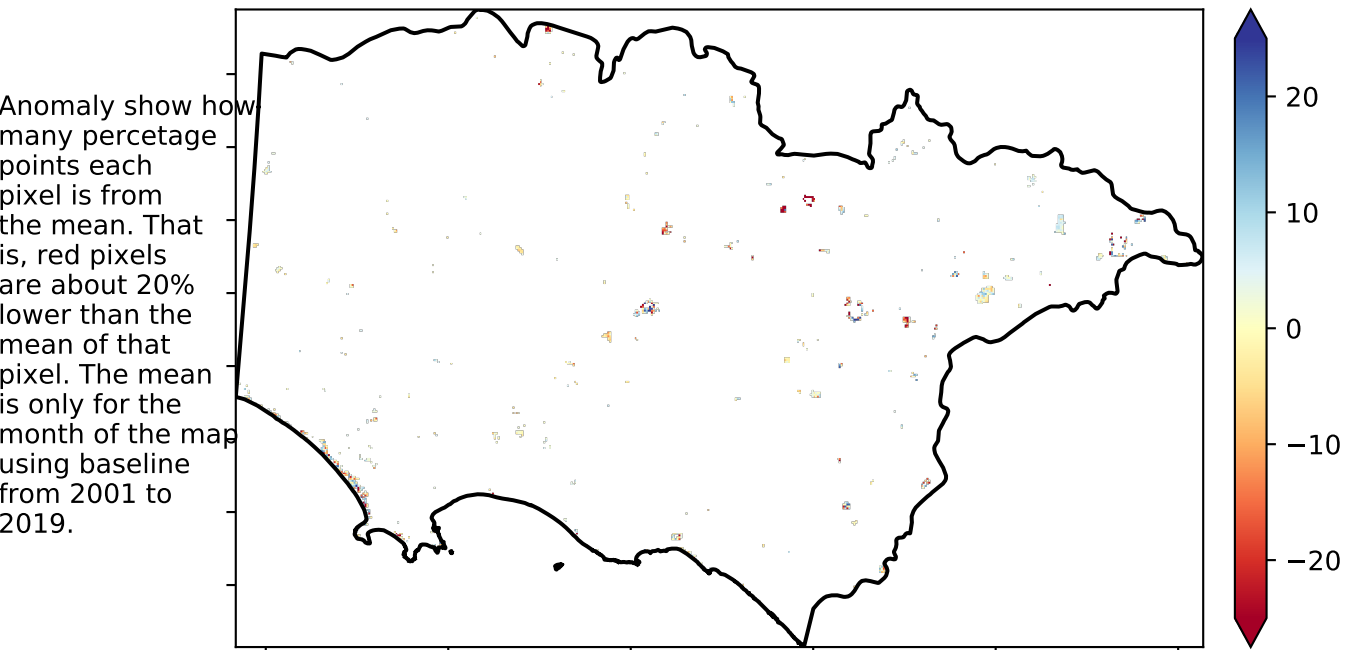 Anomaly show how
many percetage
points each
pixel is from
the mean. That
is, red pixels
are about 20%
lower than the
mean of that
pixel. The mean
is only for the
month of the map
using baseline
from 2001 to
2019.
20
10
0
−10
−20